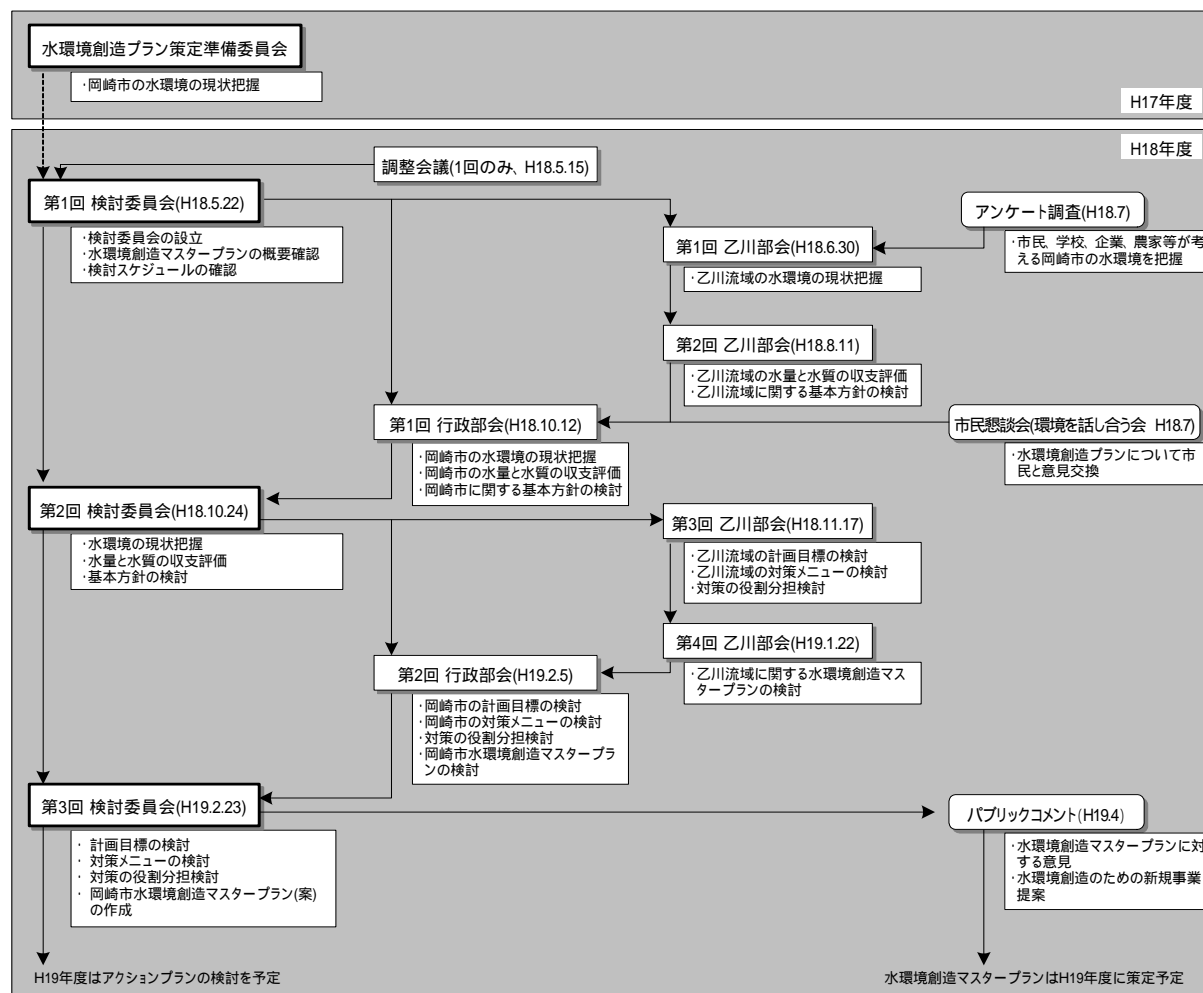 水環境創造プラン策定準備委員会
・岡崎市の水環境の現状把握
H17年度
H18年度
調整会議(1回のみ、H18.5.15)
第1回 検討委員会(H18.5.22)
・検討委員会の設立
・水環境創造マスタープランの概要確認
・検討スケジュールの確認
アンケート調査(H18.7)
・市民、学校、企業、農家等が考
える岡崎市の水環境を把握
第1回 乙川部会(H18.6.30)
・乙川流域の水環境の現状把握
第2回 乙川部会(H18.8.11)
・乙川流域の水量と水質の収支評価
・乙川流域に関する基本方針の検討
第1回 行政部会(H18.10.12)
・岡崎市の水環境の現状把握
・岡崎市の水量と水質の収支評価
・岡崎市に関する基本方針の検討
市民懇談会(環境を話し合う会 H18.7)
・水環境創造プランについて市
民と意見交換
第2回 検討委員会(H18.10.24)
・水環境の現状把握
・水量と水質の収支評価
・基本方針の検討
第3回 乙川部会(H18.11.17)
・乙川流域の計画目標の検討
・乙川流域の対策メニューの検討
・対策の役割分担検討
第4回 乙川部会(H19.1.22)
・乙川流域に関する水環境創造マス
タープランの検討
第2回 行政部会(H19.2.5)
・岡崎市の計画目標の検討
・岡崎市の対策メニューの検討
・対策の役割分担検討
・岡崎市水環境創造マスタープラ
ンの検討
第3回 検討委員会(H19.2.23)
・ 計画目標の検討
・ 対策メニューの検討
・ 対策の役割分担検討
・ 岡崎市水環境創造マスタープラン(案)
の作成
パブリックコメント(H19.4)
・水環境創造マスタープランに対
する意見
・水環境創造のための新規事業
提案
H19年度はアクションプランの検討を予定
水環境創造マスタープランはH19年度に策定予定